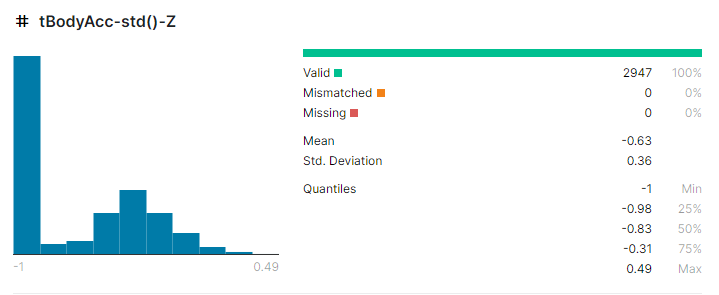 # tBodyAcc-std()-Z
Valid 2947 100%
Mismatched 0 0%
Missing 0 0%
Mean -0.63
Std. Deviation 0.36
Quantiles -1 Min
-0.98 25%
-0.83 50%
-0.31 75%
0.49 Max
-1 0.49